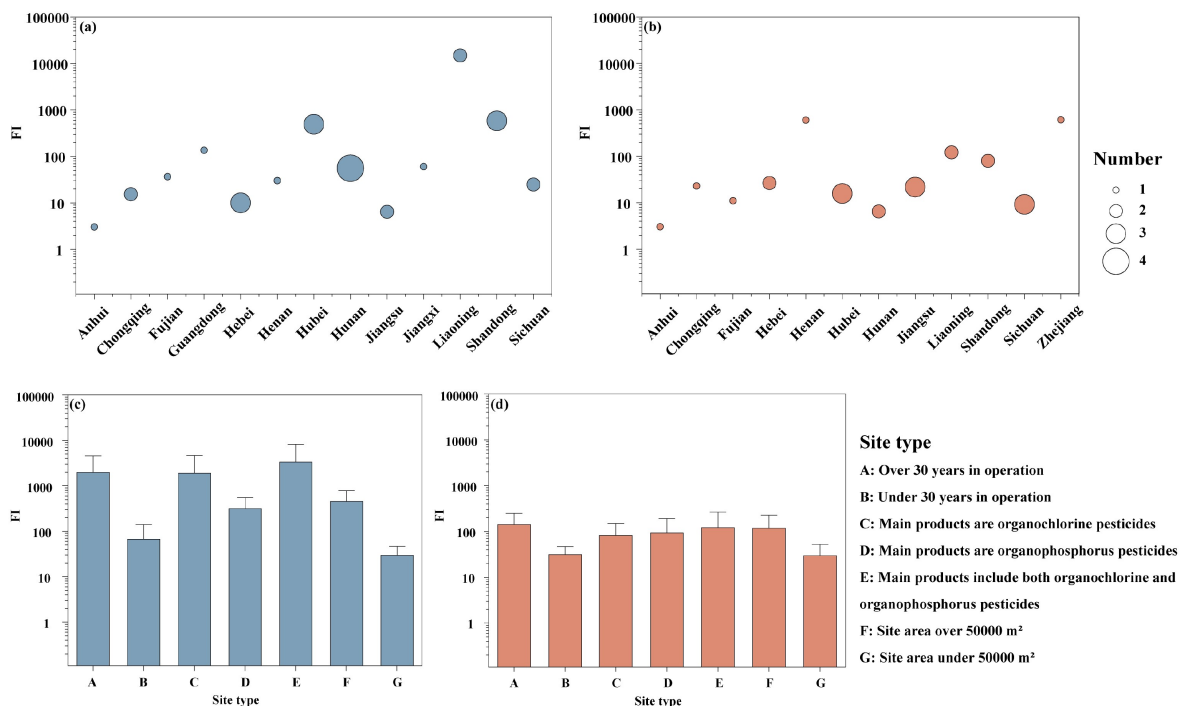 (a)
100000
10000
1000
100
10
1
FI
Anhui
Chongqing
Fujian
Guangdong
Hebei
Henan
Hubei
Hunan
Jiangsu
Jiangxi
Liaoning
Shandong
Sichuan
(b)
100000
10000
1000
100
10
1
FI
Anhui
Chongqing
Fujian
Hebei
Henan
Hubei
Hunan
Jiangsu
Liaoning
Shandong
Sichuan
Zhejiang
Number
1
2
3
4
(c)
100000
10000
1000
100
10
1
FI
A B C D E F G
Site type
(d)
100000
10000
1000
100
10
1
FI
A B C D E F G
Site type
Site type
A: Over 30 years in operation
B: Under 30 years in operation
C: Main products are organochlorine pesticides
D: Main products are organophosphorus pesticides
E: Main products include both organochlorine and
organophosphorus pesticides
F: Site area over 50000 m²
G: Site area under 50000 m²